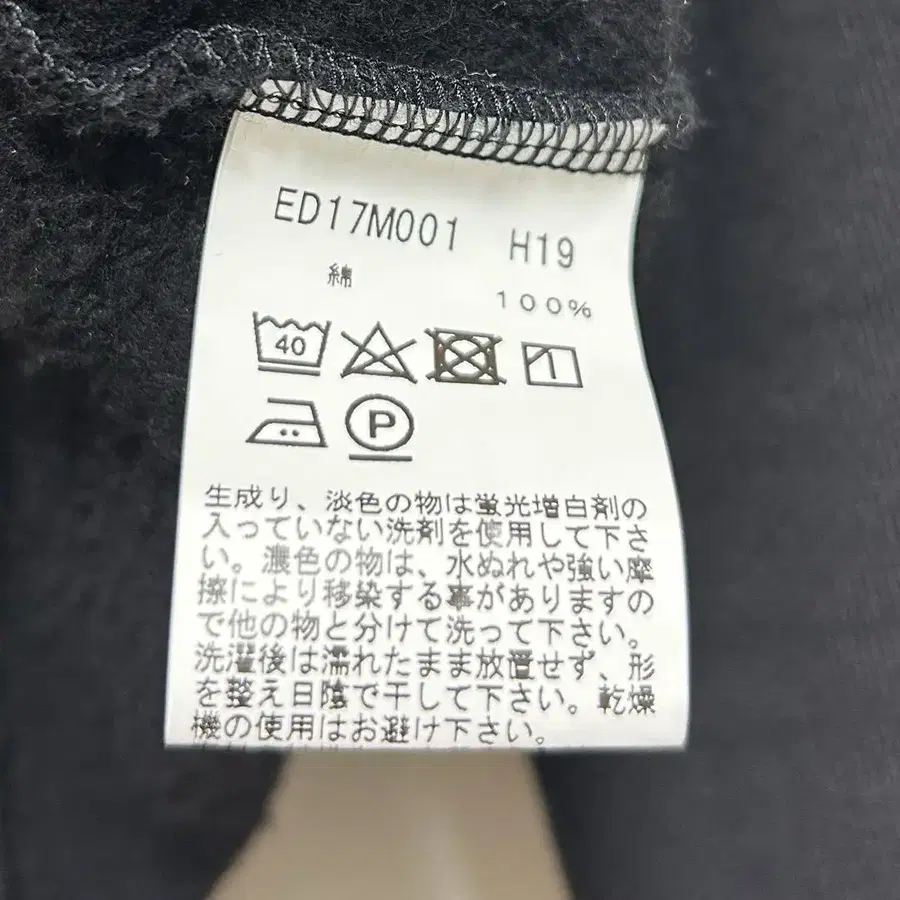 ED17M001 H19
綿 100%
40
P
生成り、淡色の物は蛍光増白剤の
入っていない洗剤を使用して下さ
い。濃色の物は、水ぬれや強い摩
擦により移染する事がありますの
で他の物と分けて洗って下さい。
洗濯後は濡れたまま放置せず、形
を整え日陰で干して下さい。乾燥
機の使用はお避け下さい。